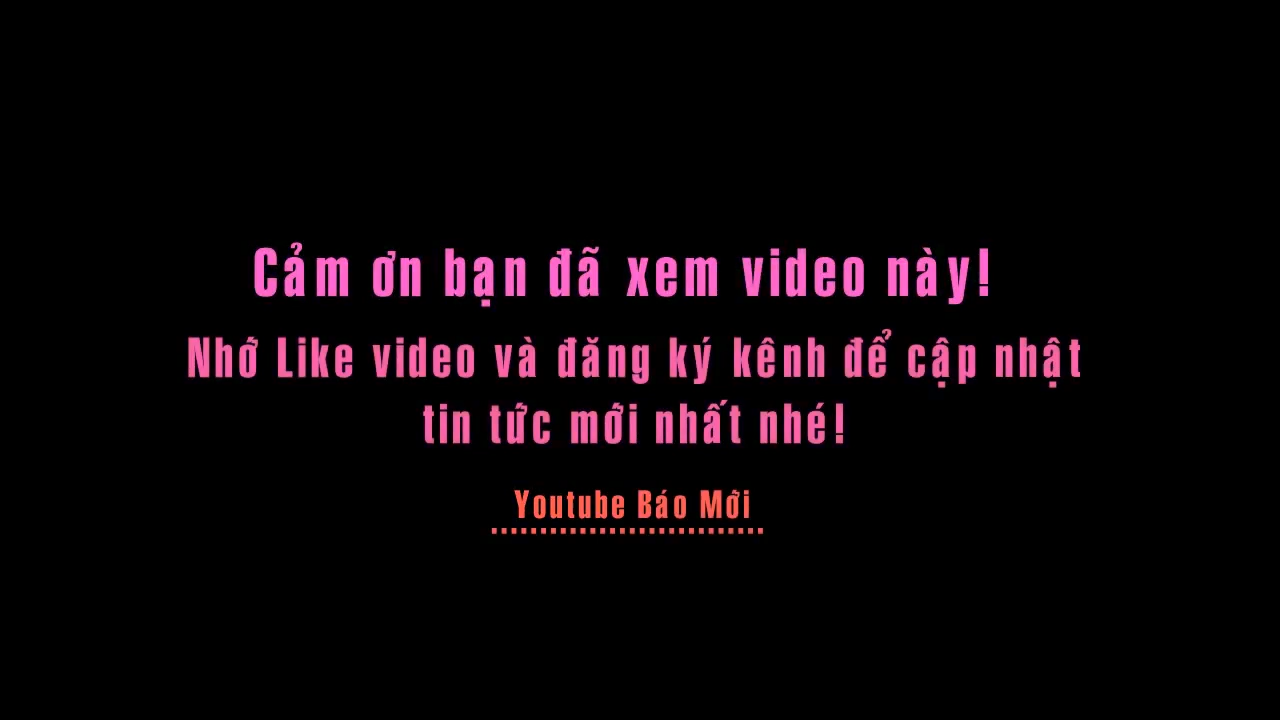 Cảm ơn bạn đã xem video này!
Nhớ Like video và đăng ký kênh để cập nhật
tin tức mới nhất nhé!
Youtube Báo Mới